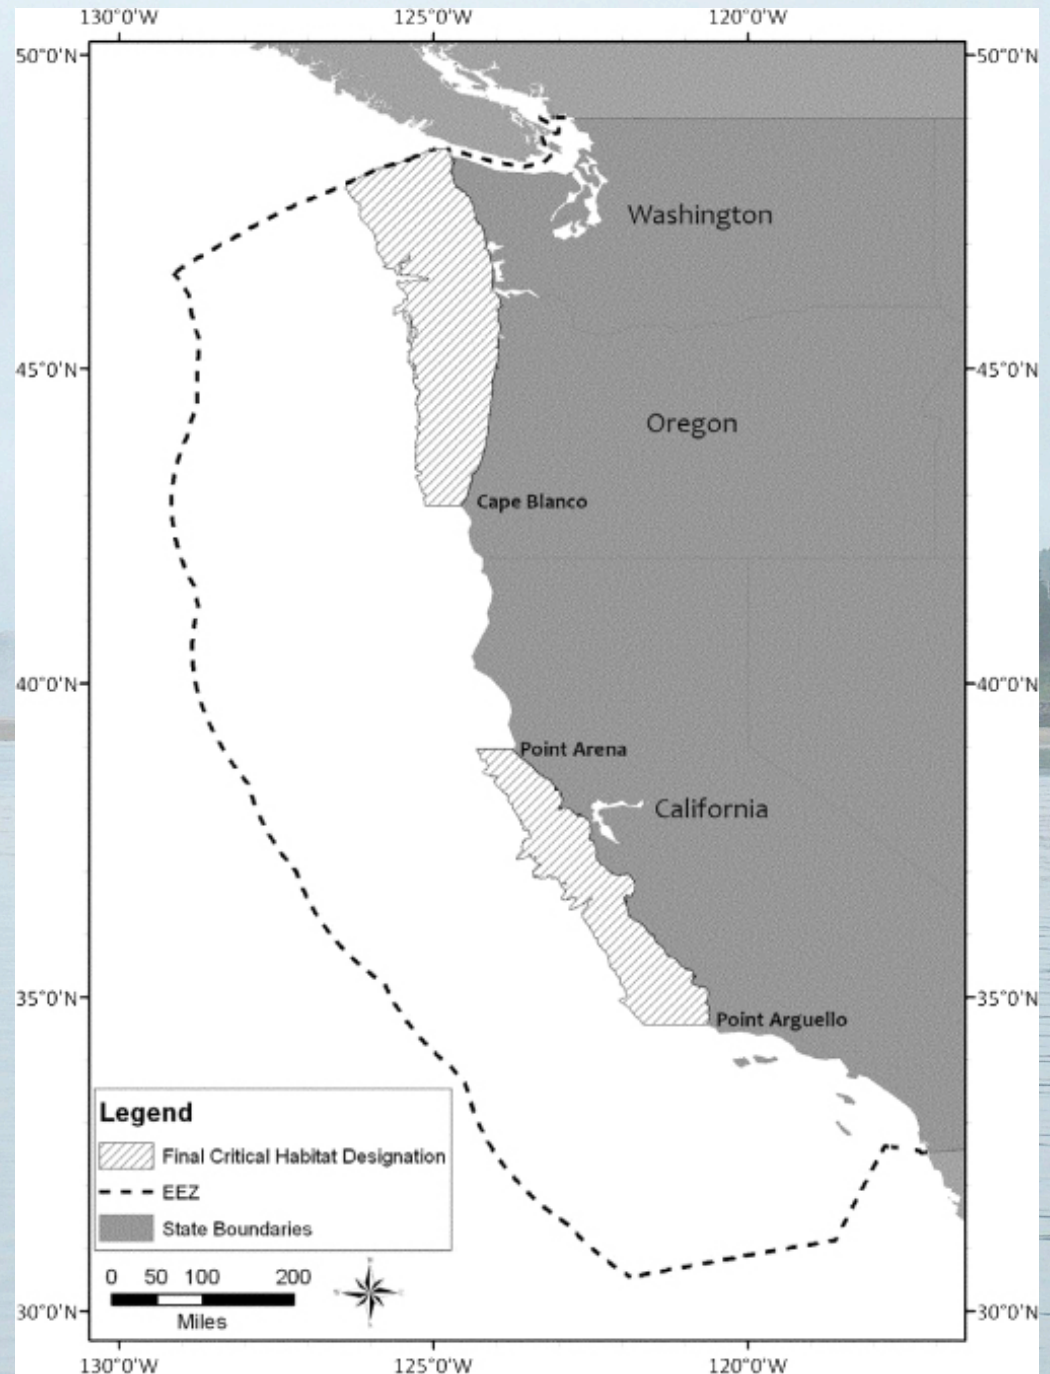 130°0'W 125°0'W 120°0'W
50°0'N 50°0'N
Washington
45°0'N 45°0'N
Oregon
Cape Blanco
40°0'N 40°0'N
Point Arena
California
35°0'N 35°0'N
Point Arguello
Legend
Final Critical Habitat Designation
EEZ
State Boundaries
0 50 100 200
Miles
30°0'N 30°0'N
130°0'W 125°0'W 120°0'W